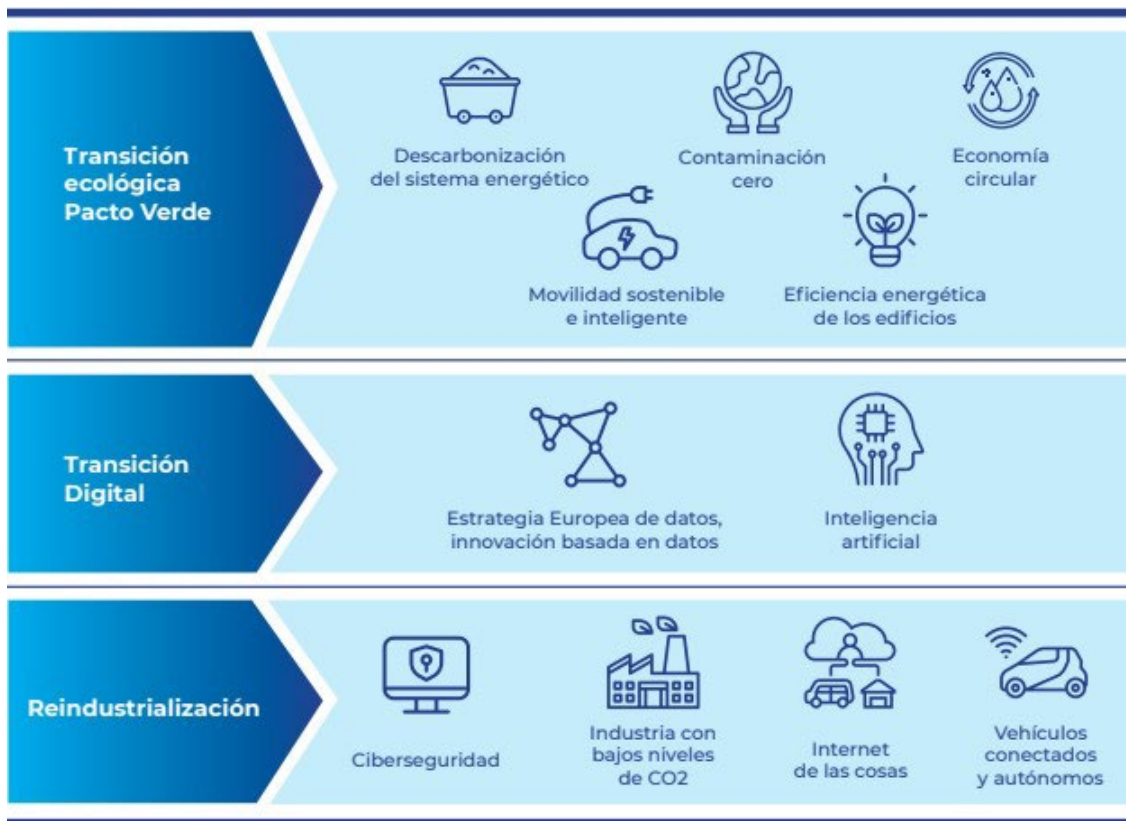 Transición
ecológica
Pacto Verde
Descarbonización
del sistema energético
Contaminación
cero
Economía
circular
Movilidad sostenible
e inteligente
Eficiencia energética
de los edificios
Transición
Digital
Estrategia Europea de datos,
innovación basada en datos
Inteligencia
artificial
Reindustrialización
Ciberseguridad
Industria con
bajos niveles
de CO2
Internet
de las cosas
Vehículos
conectados
y autónomos